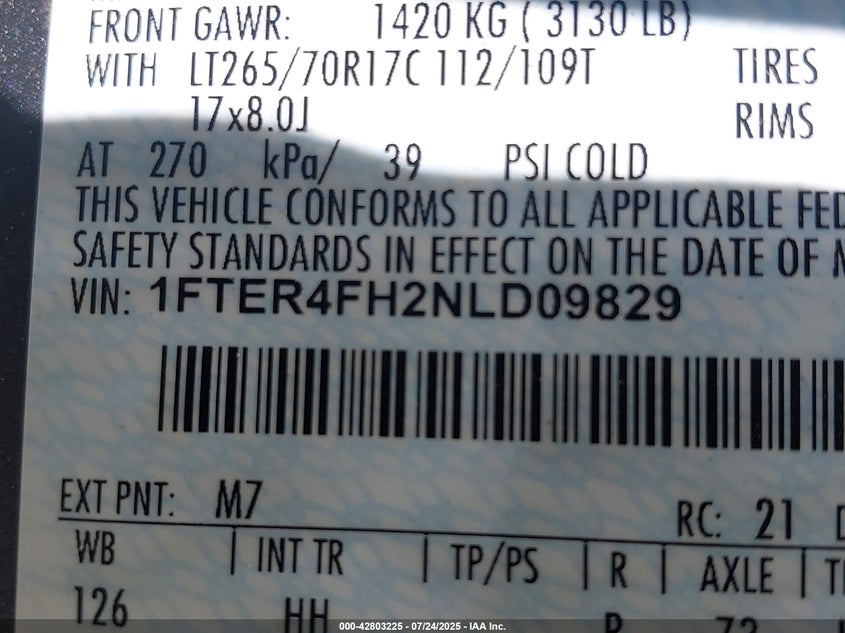 FRONT GAWR: 1420 KG ( 3130 LB)
WITH LT265/70R17C 112/109T TIRES
17x8.0J RIMS
AT 270 kPa/ 39 PSI COLD
THIS VEHICLE CONFORMS TO ALL APPLICABLE FED
SAFETY STANDARDS IN EFFECT ON THE DATE OF M
VIN: 1FTER4FH2NLD09829
EXT PNT: M7 RC: 21
WB INT TR TP/PS R AXLE
126 HH
000-42803225 - 07/24/2025 - IAA Inc.